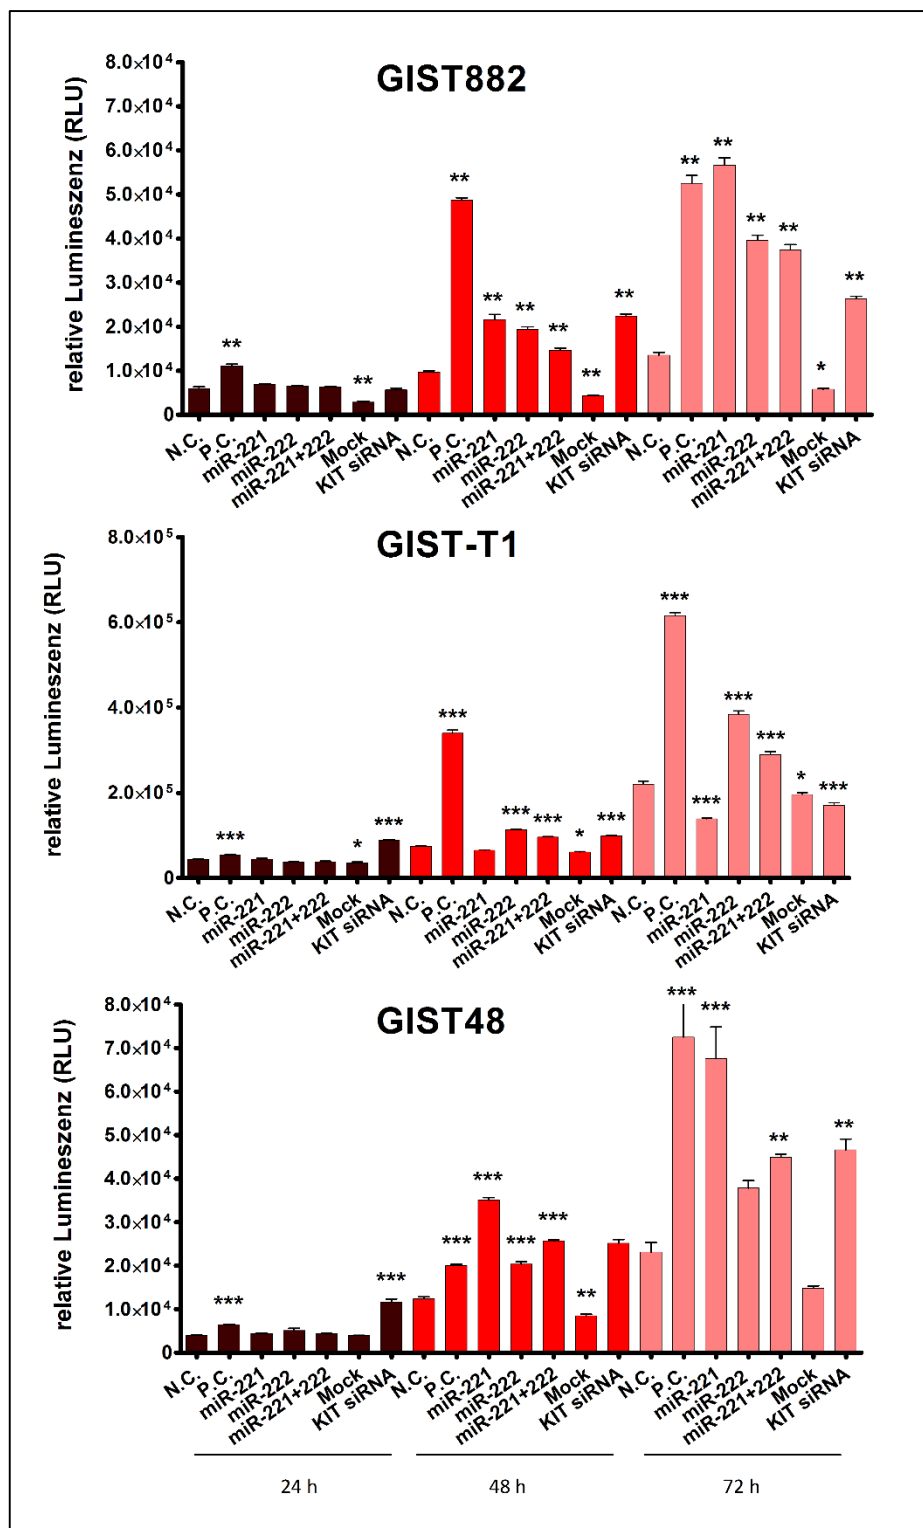 GIST882
relative Lumineszenz (RLU)
8.0×10⁴
7.0×10⁴
6.0×10⁴
5.0×10⁴
4.0×10⁴
3.0×10⁴
2.0×10⁴
1.0×10⁴
0
** ** ** ** ** ** ** ** ** ** ** ** * **
N.C. P.C. miR-221 miR-222 miR-221+222 Mock KIT siRNA N.C. P.C. miR-221 miR-222 miR-221+222 Mock KIT siRNA N.C. P.C. miR-221 miR-222 miR-221+222 Mock KIT siRNA
GIST-T1
relative Lumineszenz (RLU)
8.0×10⁵
6.0×10⁵
4.0×10⁵
2.0×10⁵
0
*** * *** *** *** *** * *** *** *** *** *** * ***
N.C. P.C. miR-221 miR-222 miR-221+222 Mock KIT siRNA N.C. P.C. miR-221 miR-222 miR-221+222 Mock KIT siRNA N.C. P.C. miR-221 miR-222 miR-221+222 Mock KIT siRNA
GIST48
relative Lumineszenz (RLU)
8.0×10⁴
7.0×10⁴
6.0×10⁴
5.0×10⁴
4.0×10⁴
3.0×10⁴
2.0×10⁴
1.0×10⁴
0
*** *** *** *** *** *** ** *** *** ** **
N.C. P.C. miR-221 miR-222 miR-221+222 Mock KIT siRNA N.C. P.C. miR-221 miR-222 miR-221+222 Mock KIT siRNA N.C. P.C. miR-221 miR-222 miR-221+222 Mock KIT siRNA
24 h 48 h 72 h